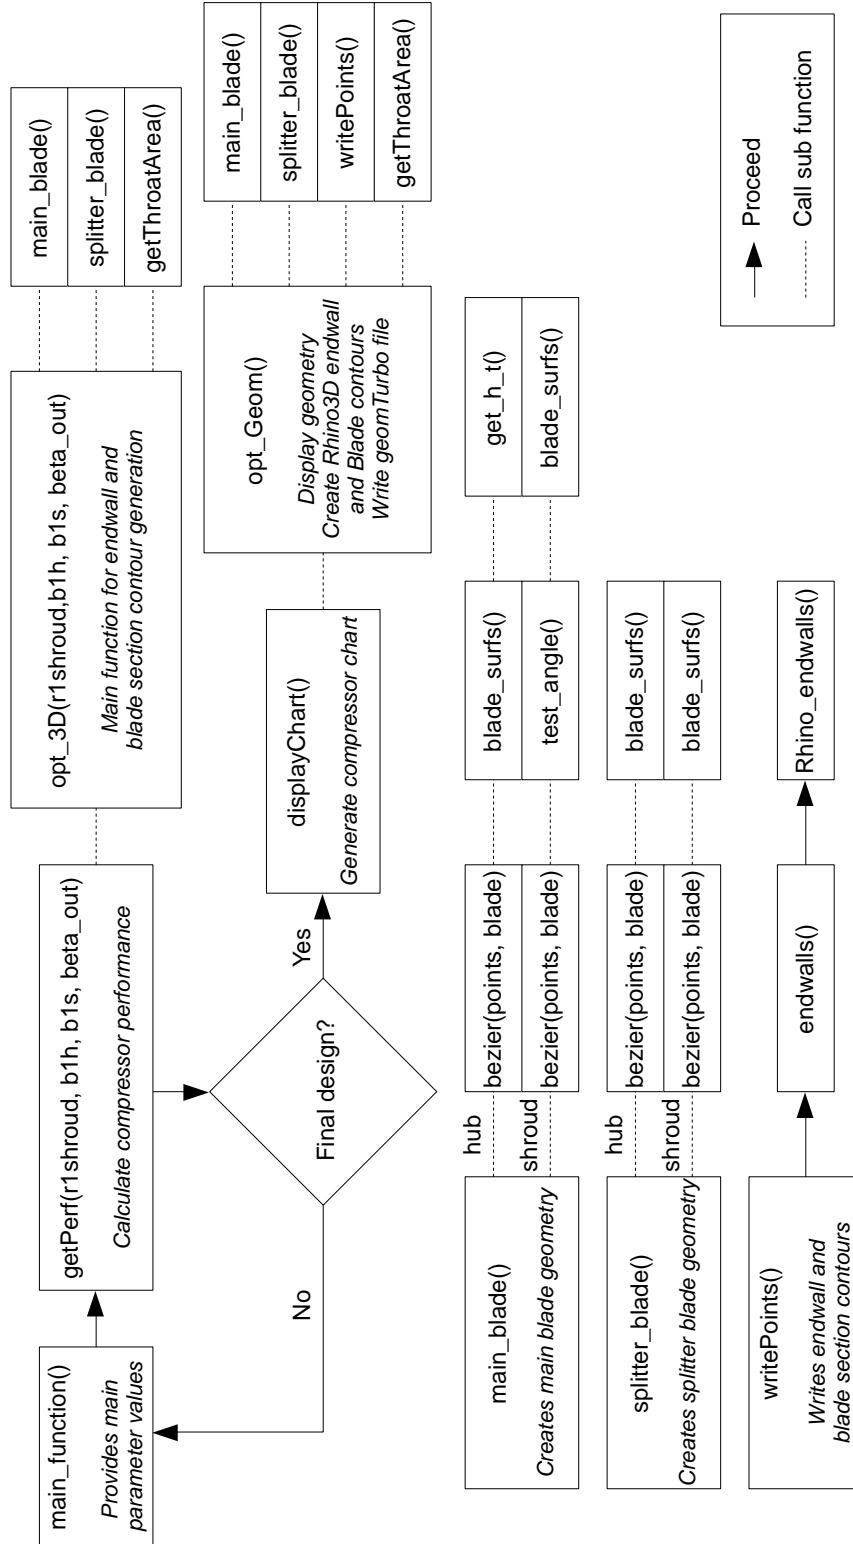 main_function()
Provides main
parameter values
getPerf(r1shroud, b1h, b1s, beta_out)
Calculate compressor performance
opt_3D(r1shroud,b1h, b1s, beta_out)
Main function for endwall and
blade section contour generation
main_blade()
splitter_blade()
getThroatArea()
Final design?
No
Yes
displayChart()
Generate compressor chart
opt_Geom()
Display geometry
Create Rhino3D endwall
and Blade contours
Write geomTurbo file
main_blade()
splitter_blade()
writePoints()
getThroatArea()
main_blade()
Creates main blade geometry
hub
shroud
bezier(points, blade)
bezier(points, blade)
blade_surfs()
test_angle()
get_h_t()
blade_surfs()
splitter_blade()
Creates splitter blade geometry
hub
shroud
bezier(points, blade)
bezier(points, blade)
blade_surfs()
blade_surfs()
writePoints()
Writes endwall and
blade section contours
endwalls()
Rhino_endwalls()
Proceed
Call sub function